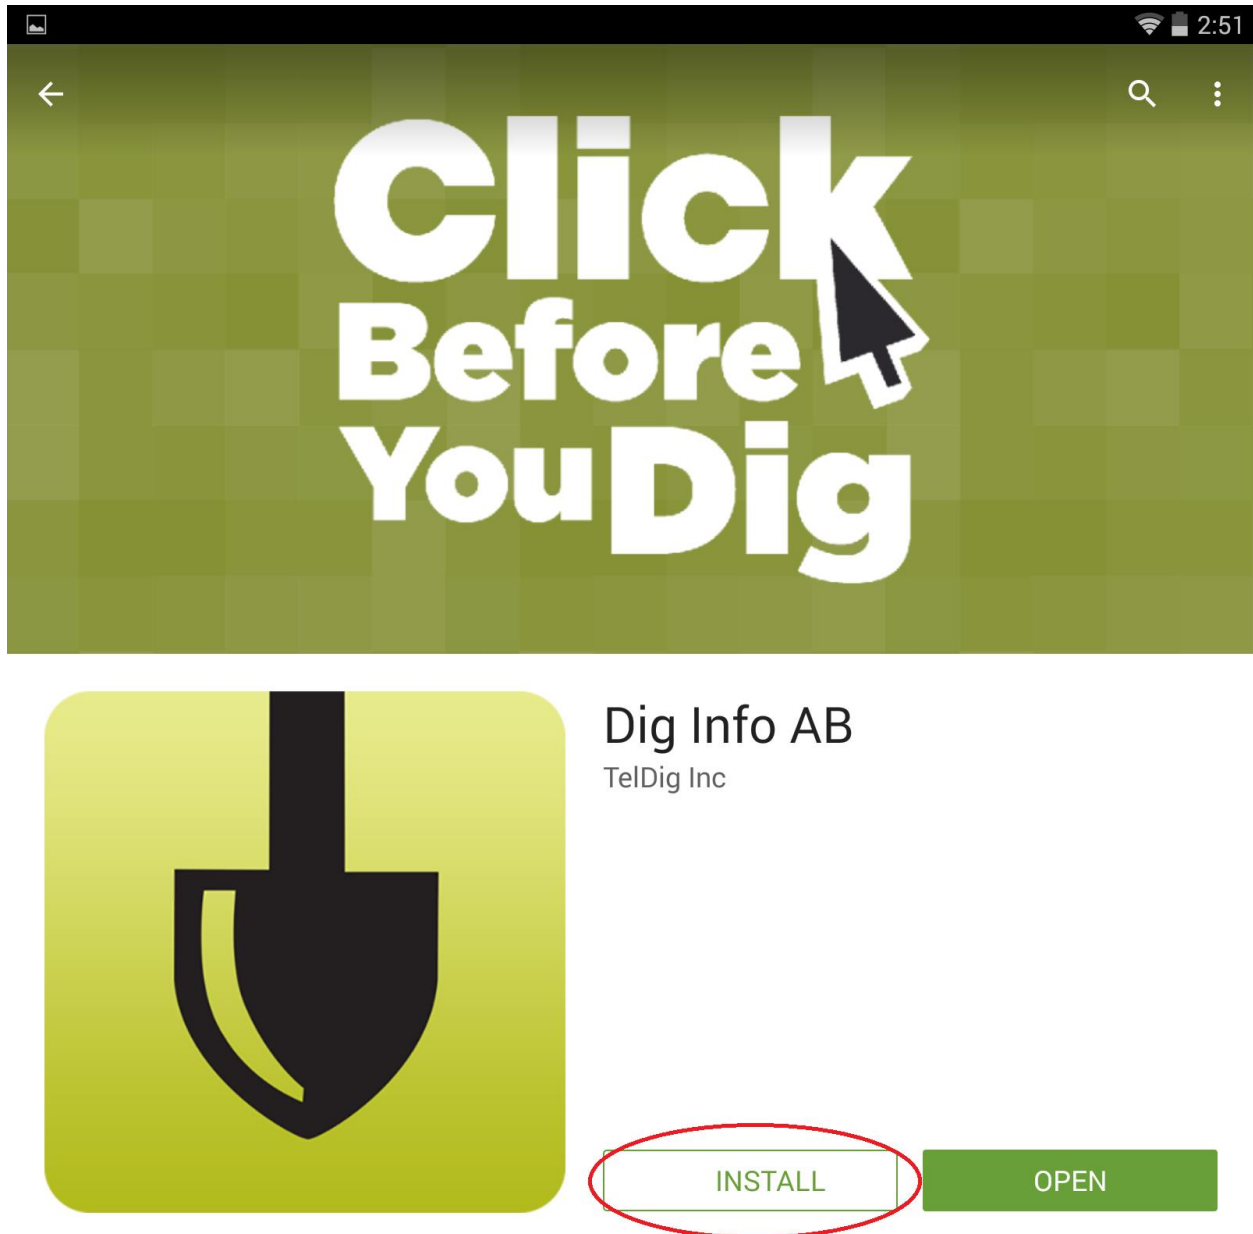 2:51
Click
Before
You Dig
Dig Info AB
TelDig Inc
INSTALL OPEN